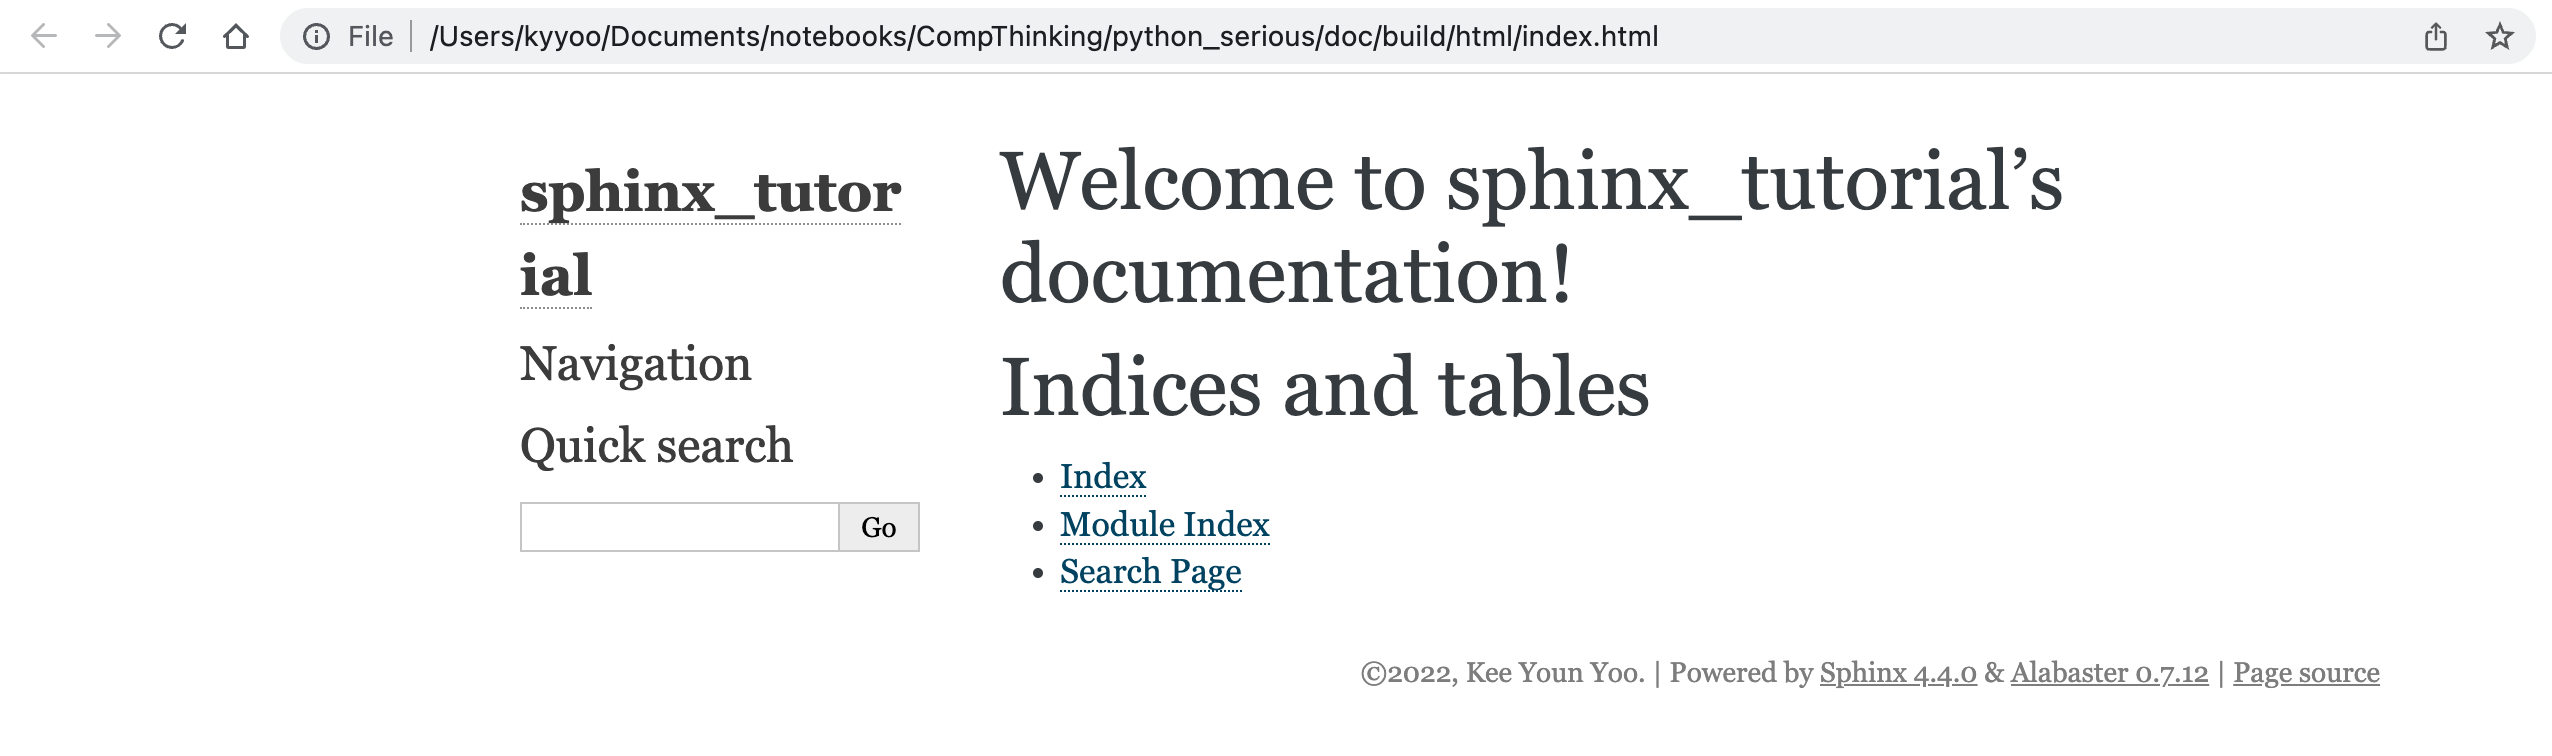 File /Users/kyyoo/Documents/notebooks/CompThinking/python_serious/doc/build/html/index.html
sphinx_tutor
ial
Navigation
Quick search
Go
Welcome to sphinx_tutorial’s
documentation!
Indices and tables
• Index
• Module Index
• Search Page
©2022, Kee Youn Yoo. | Powered by Sphinx 4.4.0 & Alabaster 0.7.12 | Page source